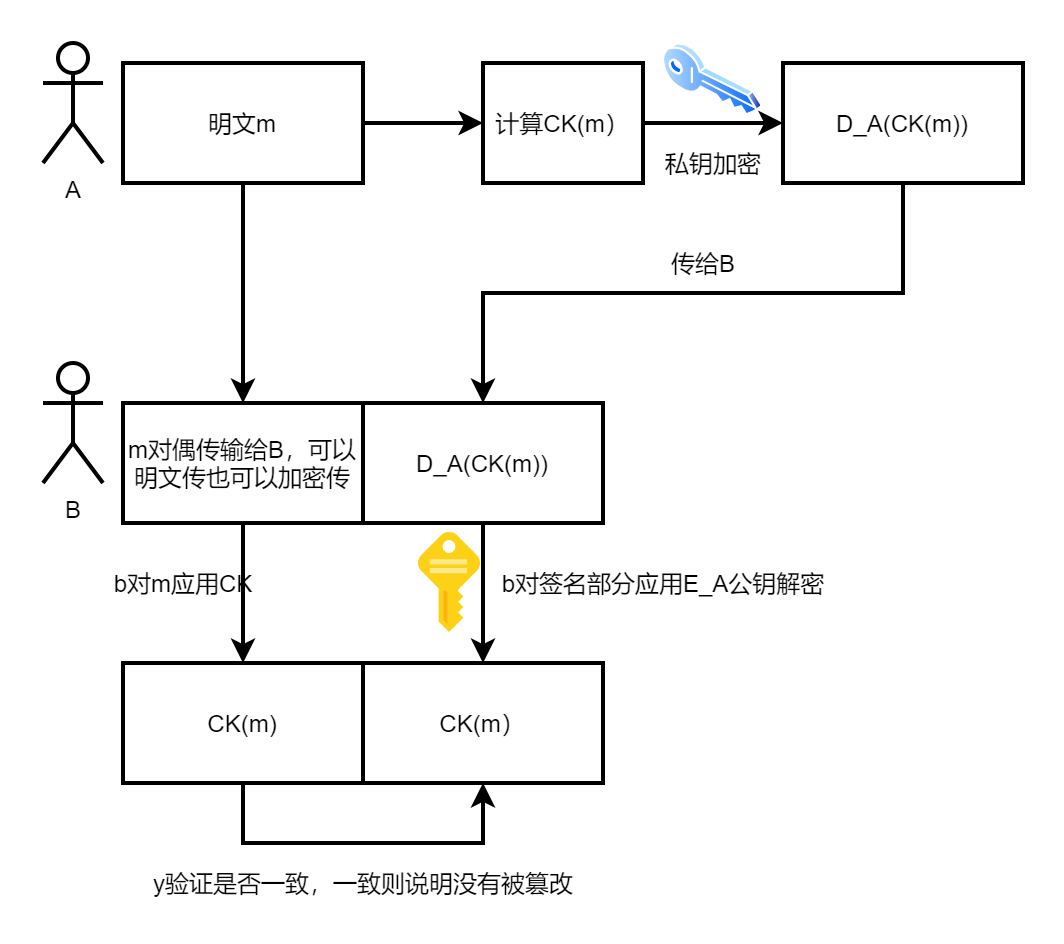 明文m
计算CK(m）
D_A(CK(m))
私钥加密
A
传给B
m对偶传输给B，可以
明文传也可以加密传
D_A(CK(m))
B
b对m应用CK
b对签名部分应用E_A公钥解密
CK(m)
CK(m）
y验证是否一致，一致则说明没有被篡改